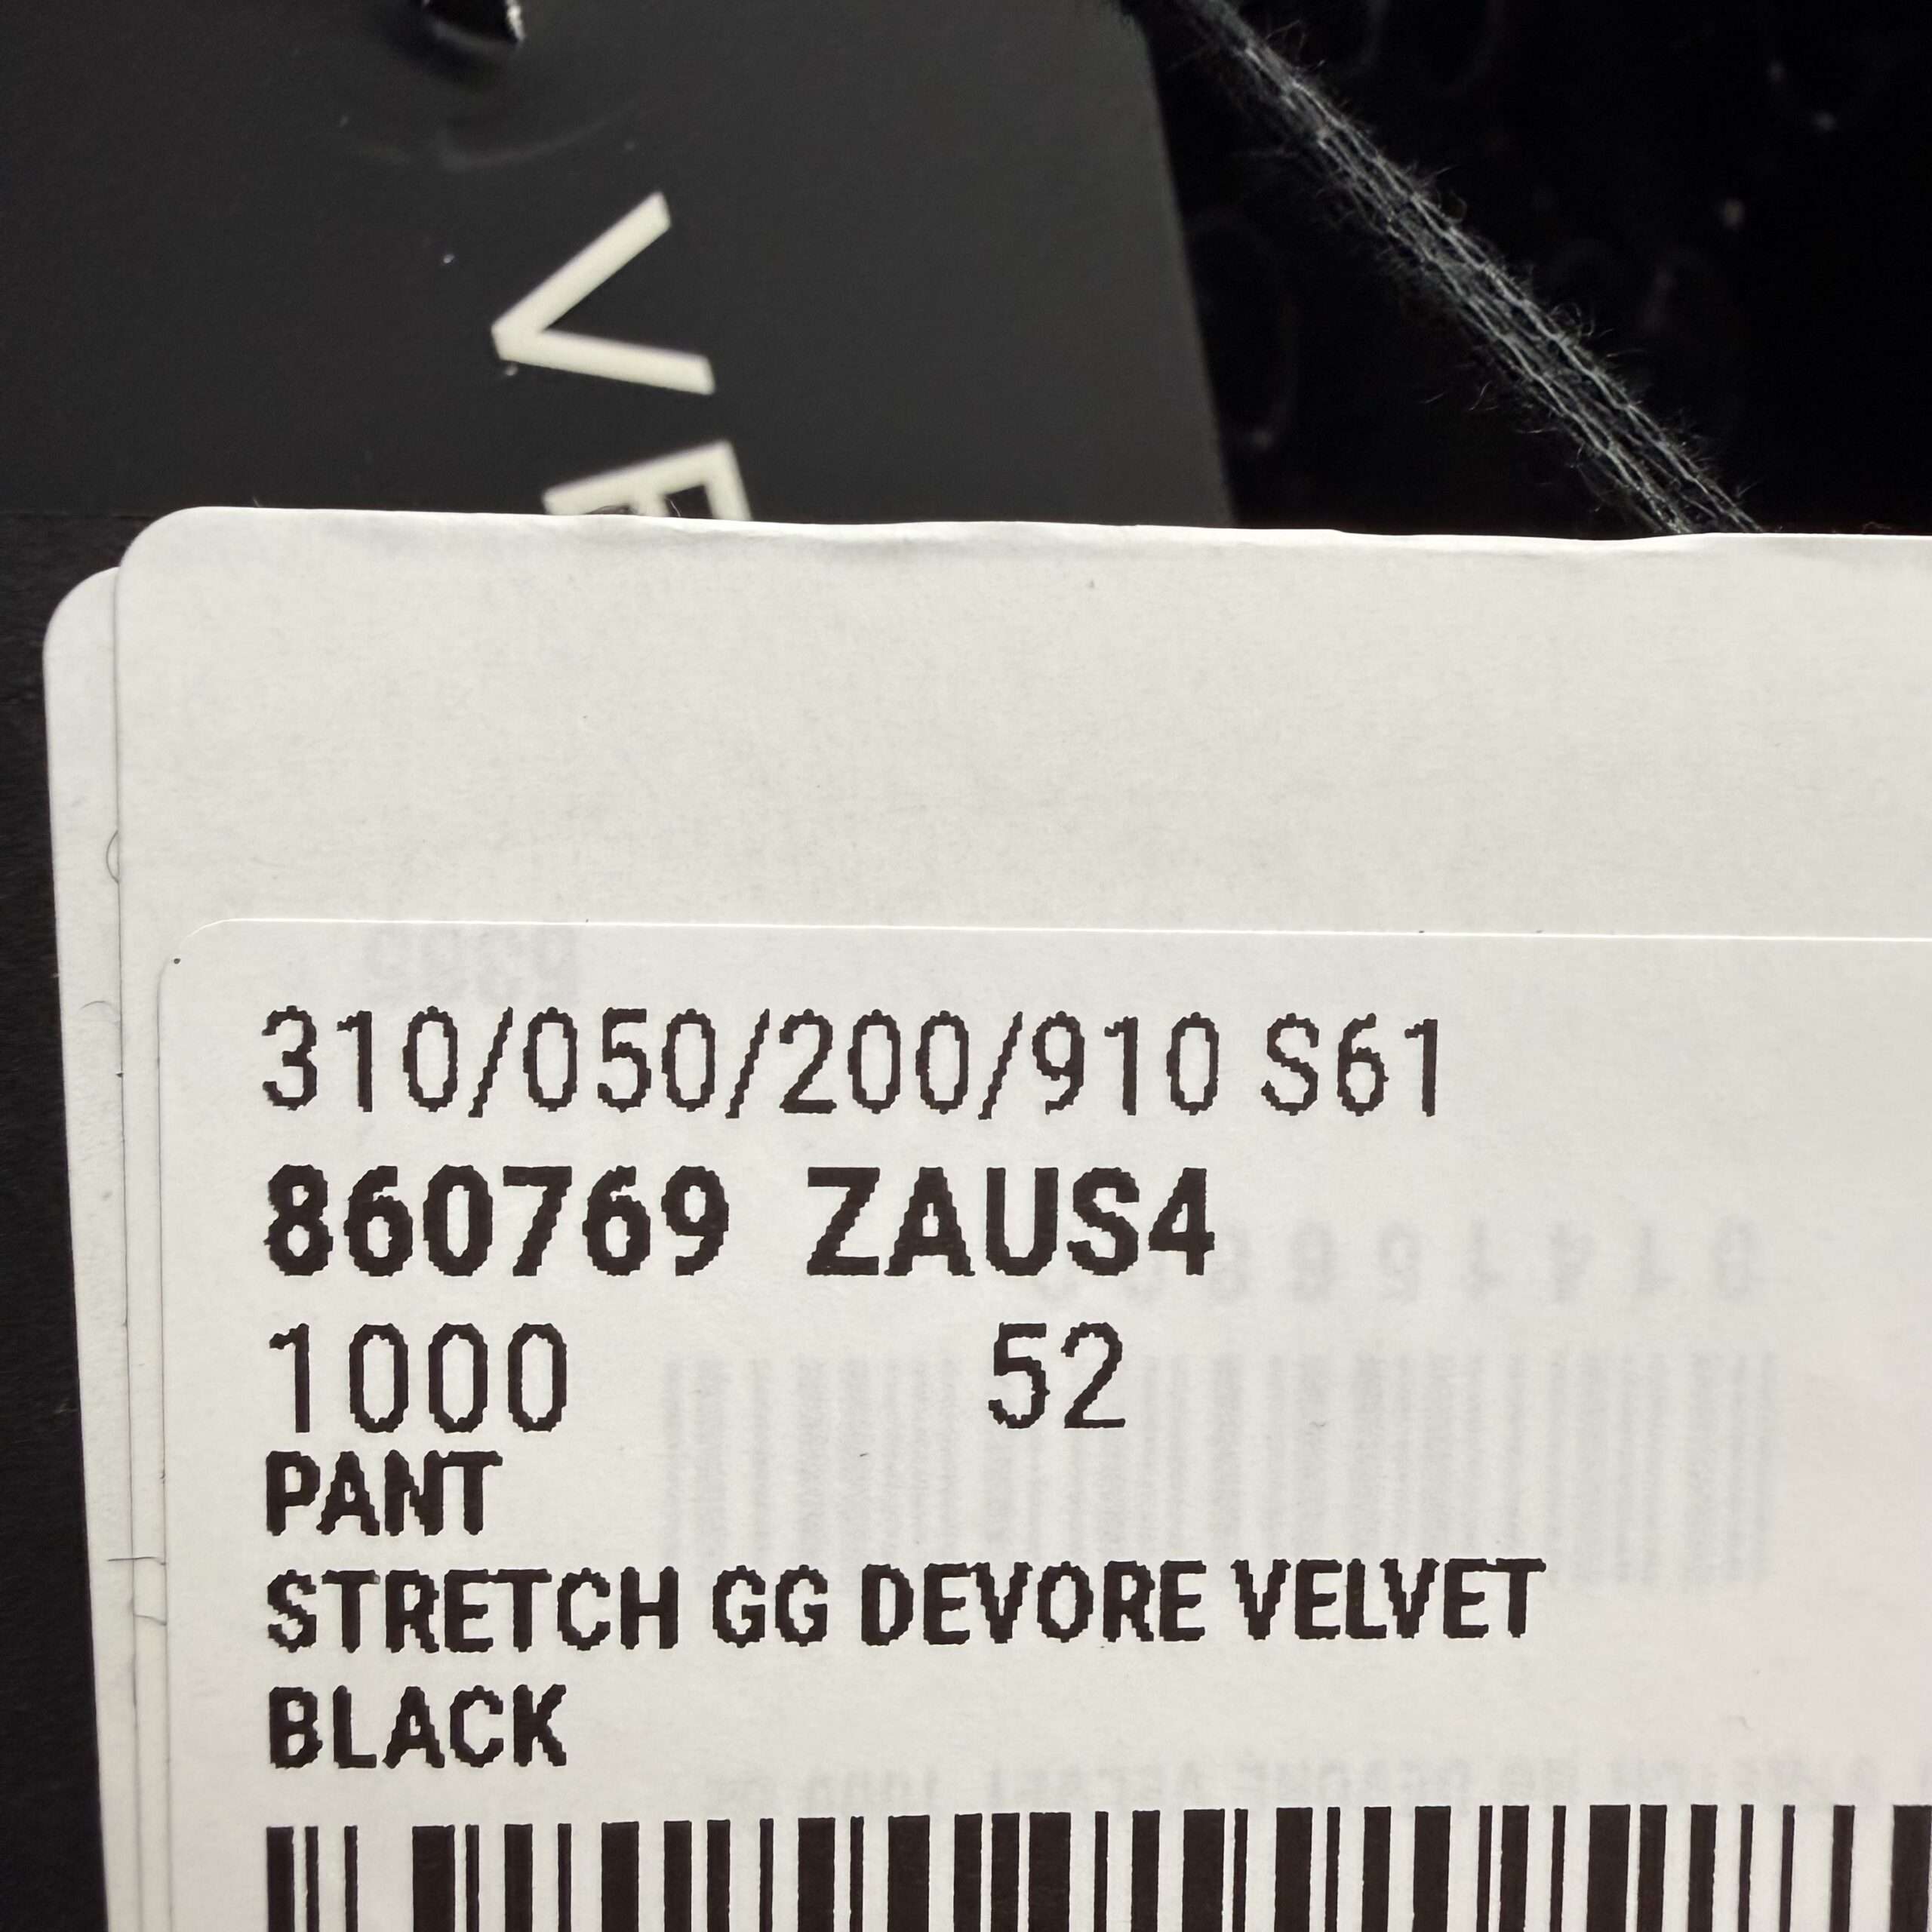 VE
310/050/200/910 S61
860769 ZAUS4
1000 52
PANT
STRETCH GG DEVORE VELVET
BLACK